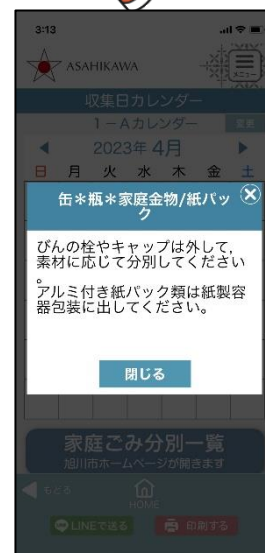 3:13
ASAHIKAWA
メニュー
収集日カレンダー
1-Aカレンダー
変更
2023年 4月
日 月 火 水 木 金 土
缶＊瓶＊家庭金物/紙パッ
ク
びんの栓やキャップは外して,
素材に応じて分別してください
。
アルミ付き紙パック類は紙製容
器包装に出してください。
閉じる
家庭ごみ分別一覧
旭川市ホームページが開きます
もどる
HOME
LINEで送る
印刷する